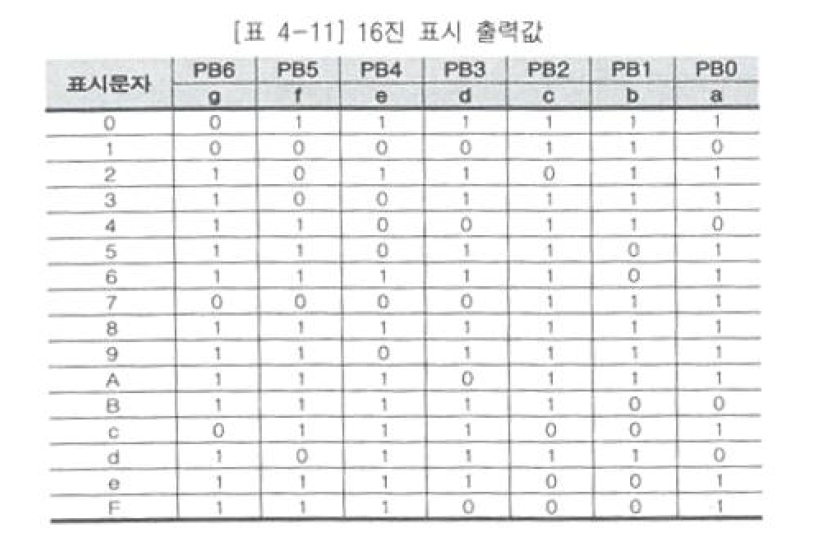 [표 4-11] 16진 표시 출력값
표시문자 PB6 PB5 PB4 PB3 PB2 PB1 PB0
g f e d c b a
0 0 1 1 1 1 1 1
1 0 0 0 0 1 1 0
2 1 0 1 1 0 1 1
3 1 0 0 1 1 1 1
4 1 1 0 0 1 1 0
5 1 1 0 1 1 0 1
6 1 1 1 1 1 0 1
7 0 0 0 0 1 1 1
8 1 1 1 1 1 1 1
9 1 1 0 1 1 1 1
A 1 1 1 0 1 1 1
B 1 1 1 1 1 0 0
c 0 1 1 1 0 0 1
d 1 0 1 1 1 1 0
e 1 1 1 1 0 0 1
F 1 1 1 0 0 0 1